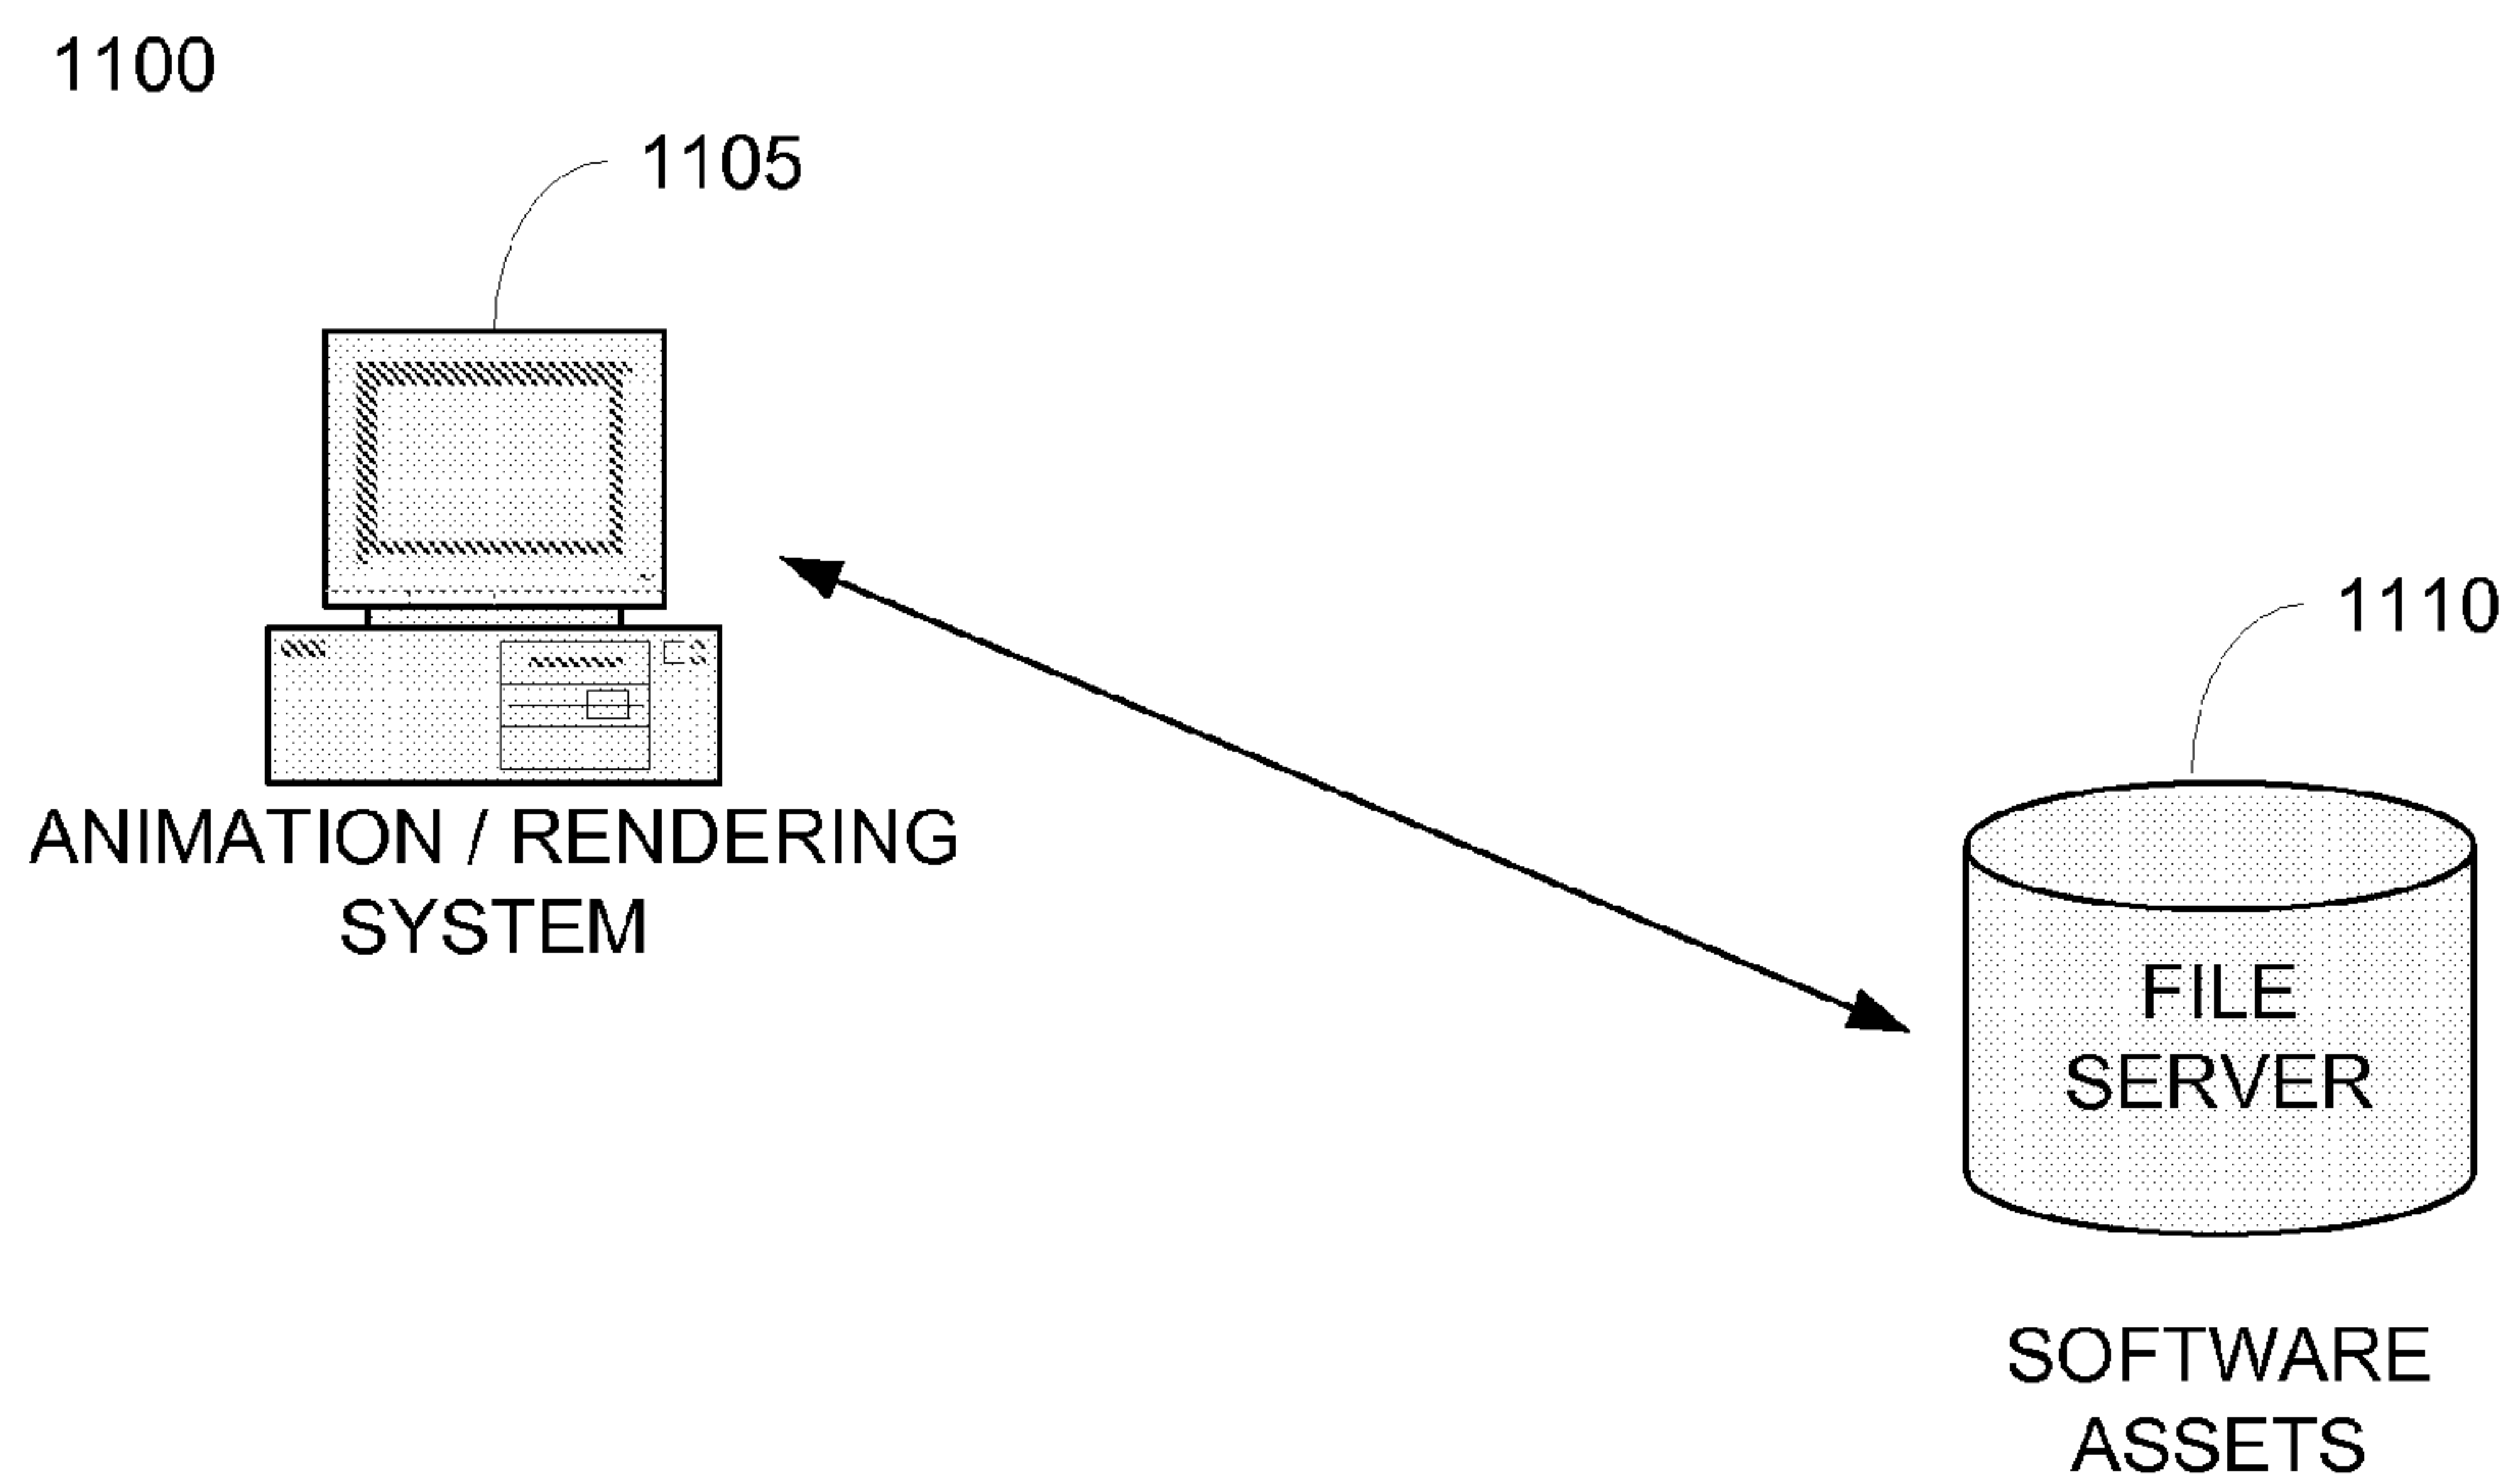 1100
1105
1110
ANIMATION / RENDERING
SYSTEM
FILE
SERVER
SOFTWARE
ASSETS